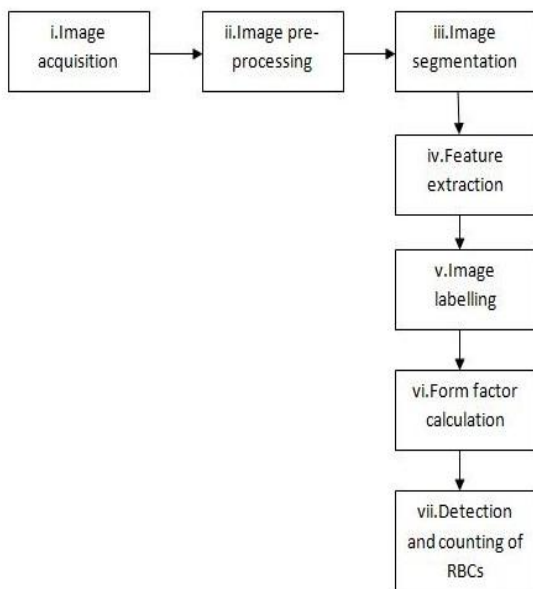 i.Image
acquisition
ii.Image pre-
processing
iii.Image
segmentation
iv.Feature
extraction
v.Image
labelling
vi.Form factor
calculation
vii.Detection
and counting of
RBCs